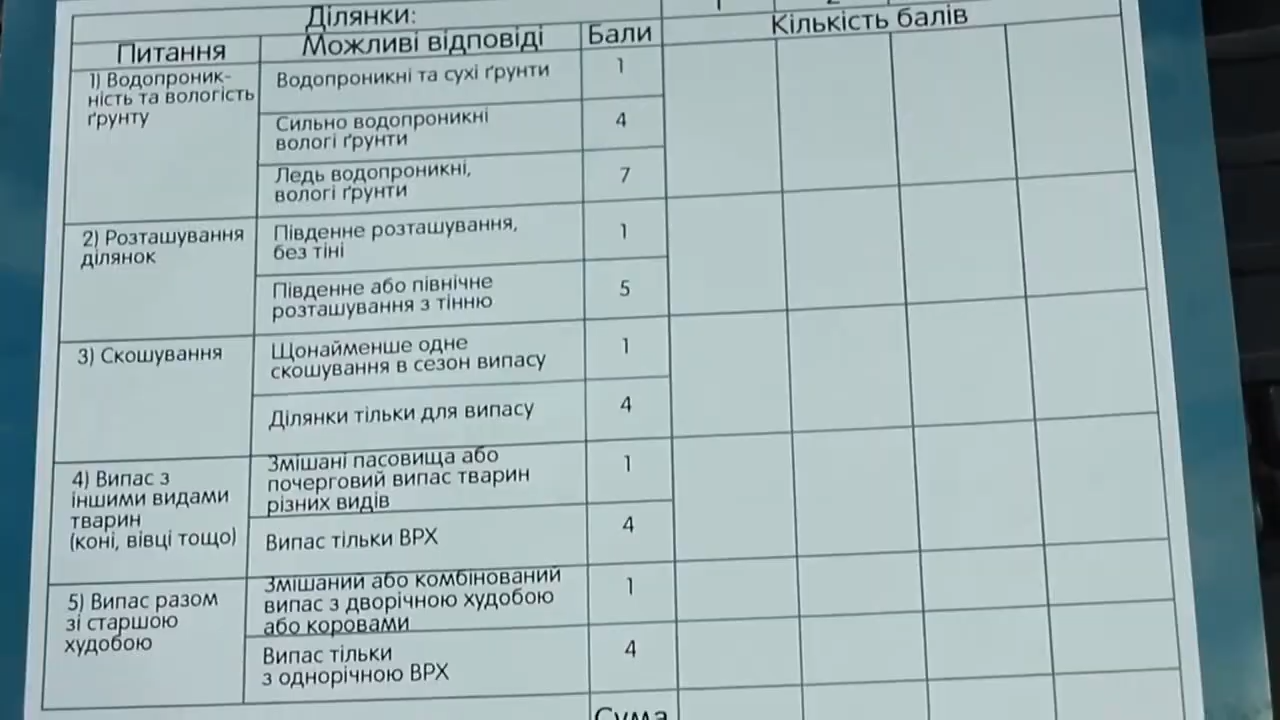 Ділянки:
Питання
Можливі відповіді
Бали
Кількість балів
1) Водопроник-
ність та вологість
ґрунту
Водопроникні та сухі ґрунти
1
Сильно водопроникні
вологі ґрунти
4
Ледь водопроникні,
вологі ґрунти
7
2) Розташування
ділянок
Південне розташування,
без тіні
1
Південне або північне
розташування з тінню
5
3) Скошування
Щонайменше одне
скошування в сезон випасу
1
Ділянки тільки для випасу
4
4) Випас з
іншими видами
тварин
(коні, вівці тощо)
Змішані пасовища або
почерговий випас тварин
різних видів
1
Випас тільки ВРХ
4
5) Випас разом
зі старшою
худобою
Змішаний або комбінований
випас з дворічною худобою
або коровами
1
Випас тільки
з однорічною ВРХ
4
Сума